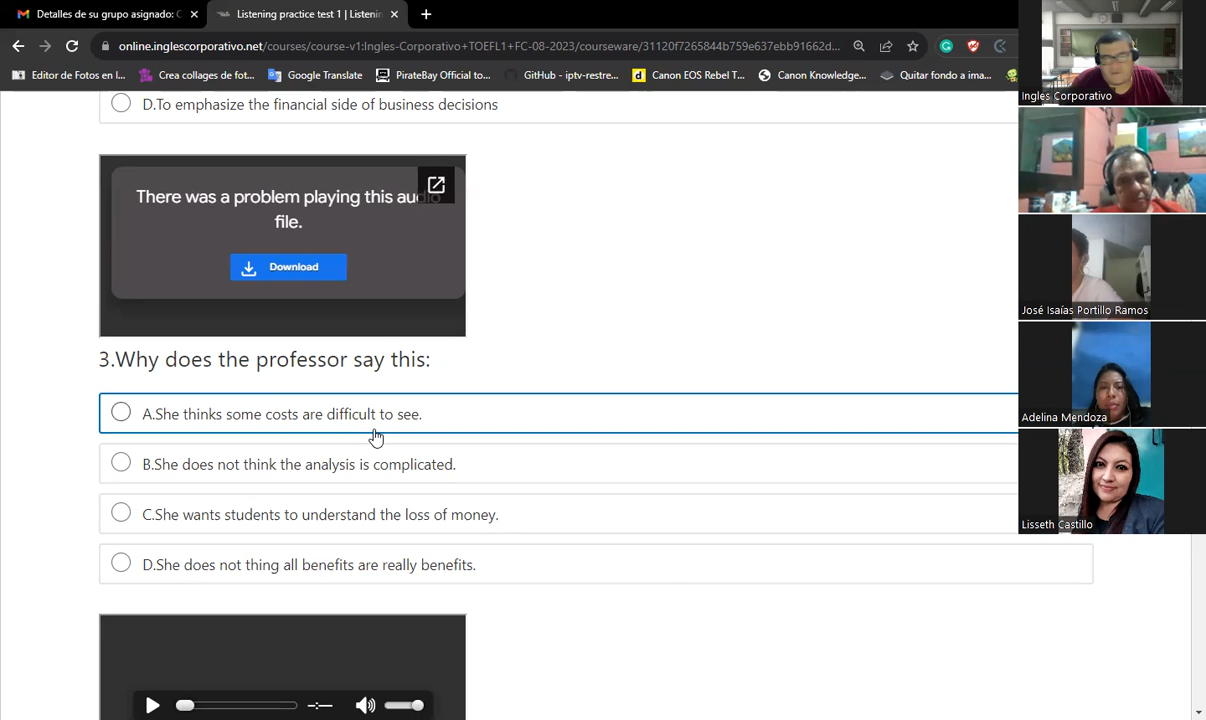 Detalles de su grupo asignado: C
Listening practice test 1 | Listenin
online.inglescorporativo.net/courses/course-v1:Ingles-Corporativo+TOEFL1+FC-08-2023/courseware/31120f7265844b759e637ebb91662d...
Editor de Fotos en l...
Crea collages de fot...
Google Translate
PirateBay Official to...
GitHub - iptv-restre...
Canon EOS Rebel T...
Canon Knowledge...
Quitar fondo a ima...
D.To emphasize the financial side of business decisions
There was a problem playing this audio
file.
Download
3.Why does the professor say this:
A.She thinks some costs are difficult to see.
B.She does not think the analysis is complicated.
C.She wants students to understand the loss of money.
D.She does not thing all benefits are really benefits.
-:--
Ingles Corporativo
José Isaías Portillo Ramos
Adelina Mendoza
Lisseth Castillo